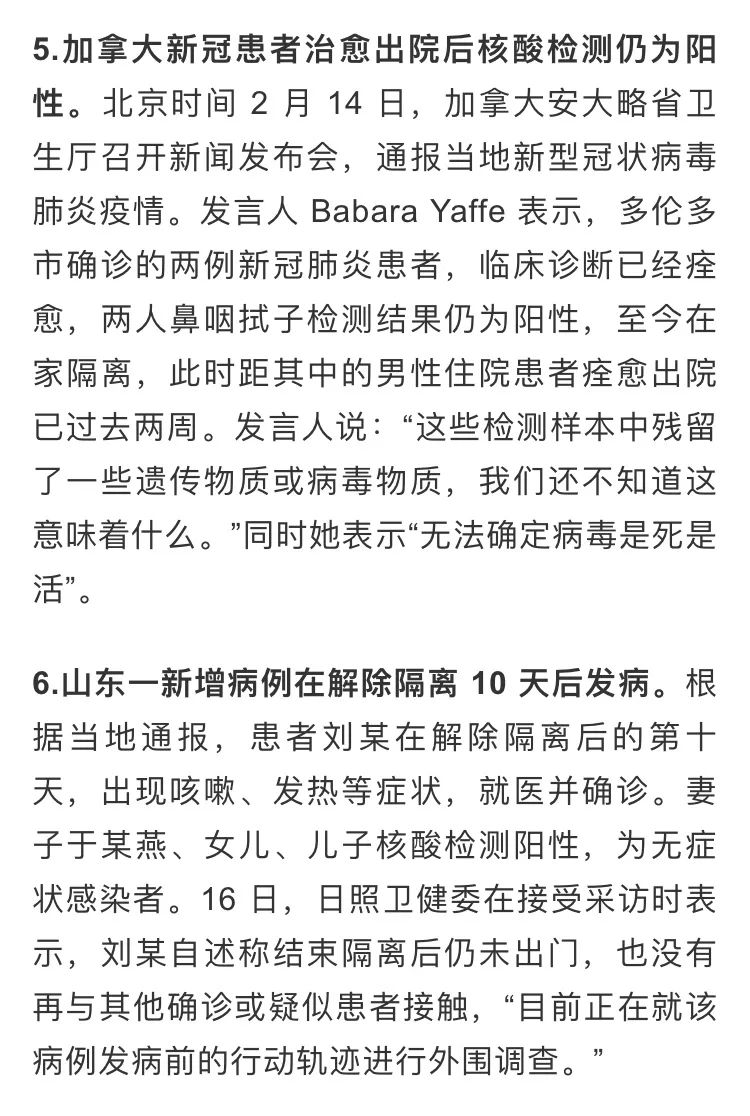 5.加拿大新冠患者治愈出院后核酸检测仍为阳
性。北京时间 2 月 14 日，加拿大安大略省卫
生厅召开新闻发布会，通报当地新型冠状病毒
肺炎疫情。发言人 Babara Yaffe 表示，多伦多
市确诊的两例新冠肺炎患者，临床诊断已经痊
愈，两人鼻咽拭子检测结果仍为阳性，至今在
家隔离，此时距其中的男性住院患者痊愈出院
已过去两周。发言人说：“这些检测样本中残留
了一些遗传物质或病毒物质，我们还不知道这
意味着什么。”同时她表示“无法确定病毒是死是
活”。
6.山东一新增病例在解除隔离 10 天后发病。根
据当地通报，患者刘某在解除隔离后的第十
天，出现咳嗽、发热等症状，就医并确诊。妻
子于某燕、女儿、儿子核酸检测阳性，为无症
状感染者。16 日，日照卫健委在接受采访时表
示，刘某自述称结束隔离后仍未出门，也没有
再与其他确诊或疑似患者接触，“目前正在就该
病例发病前的行动轨迹进行外围调查。”